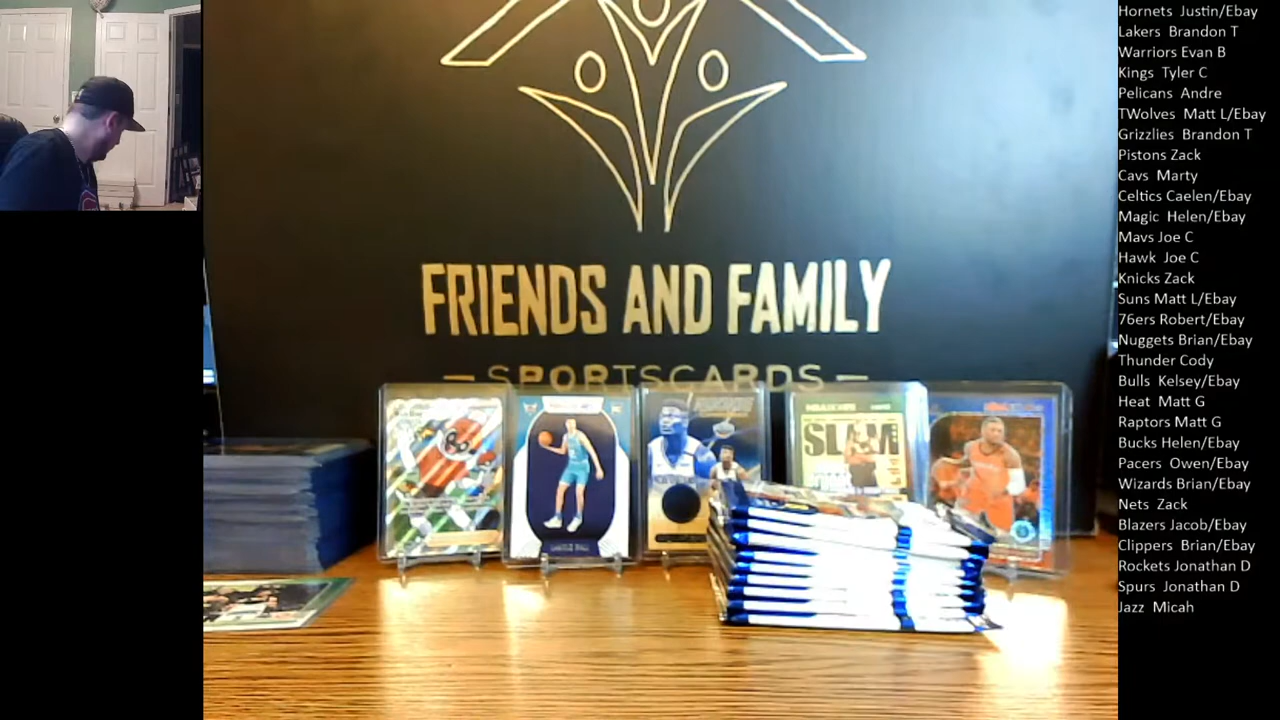 FRIENDS AND FAMILY
SPORTSCARDS
SLAM
Hornets Justin/Ebay
Lakers Brandon T
Warriors Evan B
Kings Tyler C
Pelicans Andre
TWolves Matt L/Ebay
Grizzlies Brandon T
Pistons Zack
Cavs Marty
Celtics Caelen/Ebay
Magic Helen/Ebay
Mavs Joe C
Hawk Joe C
Knicks Zack
Suns Matt L/Ebay
76ers Robert/Ebay
Nuggets Brian/Ebay
Thunder Cody
Bulls Kelsey/Ebay
Heat Matt G
Raptors Matt G
Bucks Helen/Ebay
Pacers Owen/Ebay
Wizards Brian/Ebay
Nets Zack
Blazers Jacob/Ebay
Clippers Brian/Ebay
Rockets Jonathan D
Spurs Jonathan D
Jazz Micah